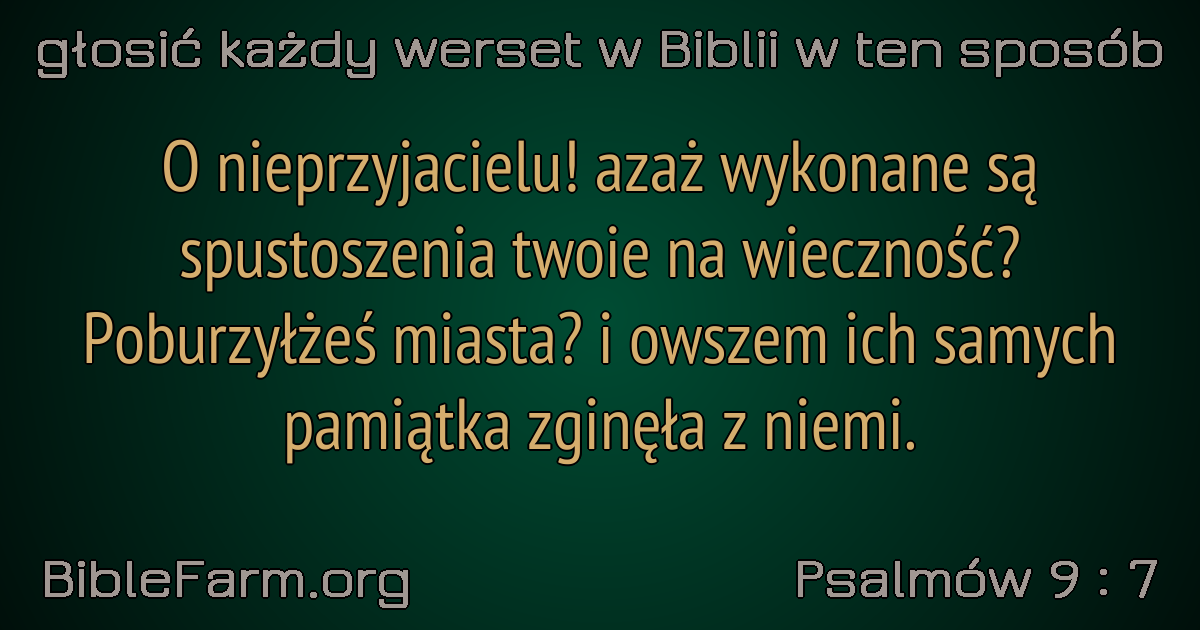 głosić każdy werset w Biblii w ten sposób
O nieprzyjacielu! azaż wykonane są
spustoszenia twoie na wieczność?
Poburzyłżeś miasta? i owszem ich samych
pamiątka zginęła z niemi.
BibleFarm.org
Psalmów 9 : 7